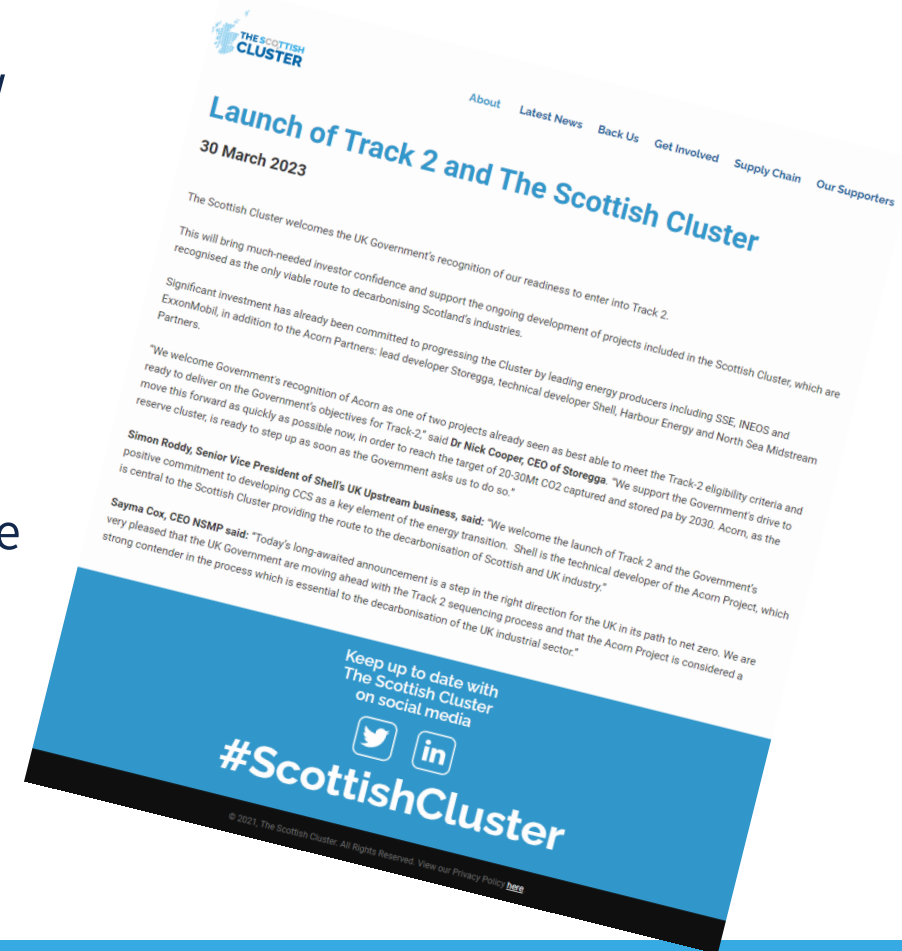 THE SCOTTISH
CLUSTER
About
Latest News
Back Us
Get Involved
Supply Chain
Our Supporters
Launch of Track 2 and The Scottish Cluster
30 March 2023
The Scottish Cluster welcomes the UK Government's recognition of our readiness to enter into Track 2.
This will bring much-needed investor confidence and support the ongoing development of projects included in the Scottish Cluster, which are
recognised as the only viable route to decarbonising Scotland's industries.
Significant investment has already been committed to progressing the Cluster by leading energy producers including SSE, INEOS and
ExxonMobil, in addition to the Acorn Partners: lead developer Storegga, technical developer Shell, Harbour Energy and North Sea Midstream
Partners.
"We welcome Government's recognition of Acorn as one of two projects already seen as best able to meet the Track-2 eligibility criteria and
ready to deliver on the Government's objectives for Track-2," said Dr Nick Cooper, CEO of Storegga. "We support the Government's drive to
move this forward as quickly as possible now, in order to reach the target of 20-30Mt CO2 captured and stored pa by 2030. Acorn, as the
reserve cluster, is ready to step up as soon as the Government asks us to do so."
Simon Roddy, Senior Vice President of Shell's UK Upstream business, said: "We welcome the launch of Track 2 and the Government's
positive commitment to developing CCS as a key element of the energy transition. Shell is the technical developer of the Acorn Project, which
is central to the Scottish Cluster providing the route to the decarbonisation of Scottish and UK industry."
Sayma Cox, CEO NSMP said: "Today's long-awaited announcement is a step in the right direction for the UK in its path to net zero. We are
very pleased that the UK Government are moving ahead with the Track 2 sequencing process and that the Acorn Project is considered a
strong contender in the process which is essential to the decarbonisation of the UK industrial sector."
Keep up to date with
The Scottish Cluster
on social media
in
#ScottishCluster
© 2021, The Scottish Cluster. All Rights Reserved. View our Privacy Policy here